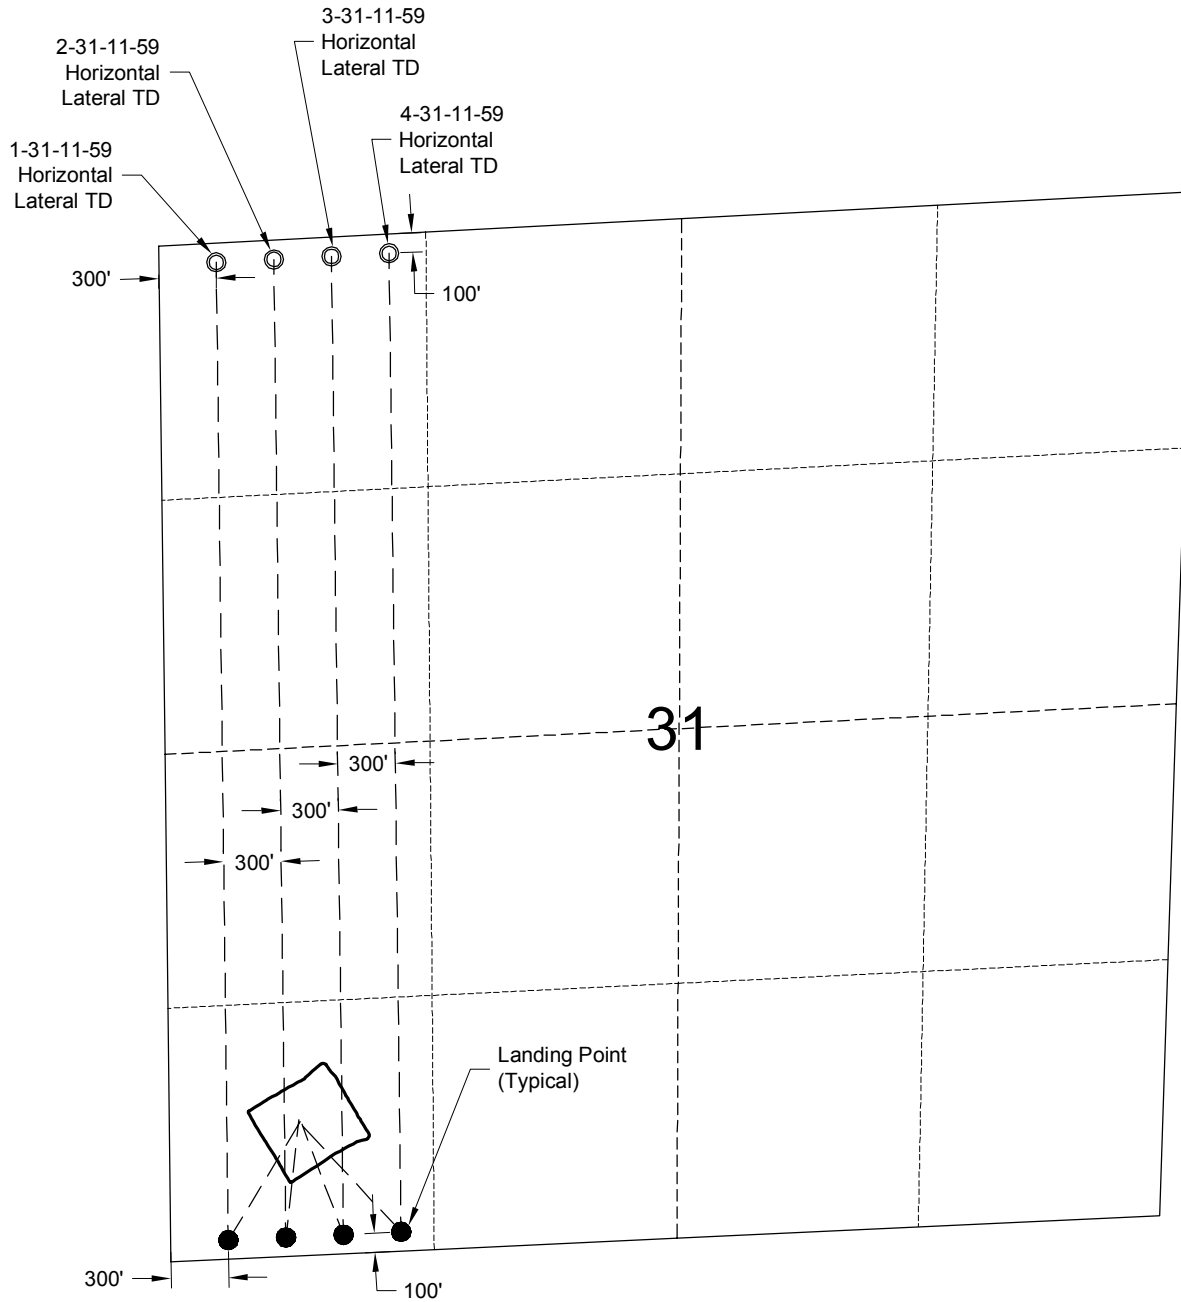 3-31-11-59
Horizontal
Lateral TD
2-31-11-59
Horizontal
Lateral TD
4-31-11-59
Horizontal
Lateral TD
1-31-11-59
Horizontal
Lateral TD
300'
100'
31
300'
300'
300'
Landing Point
(Typical)
300'
100'